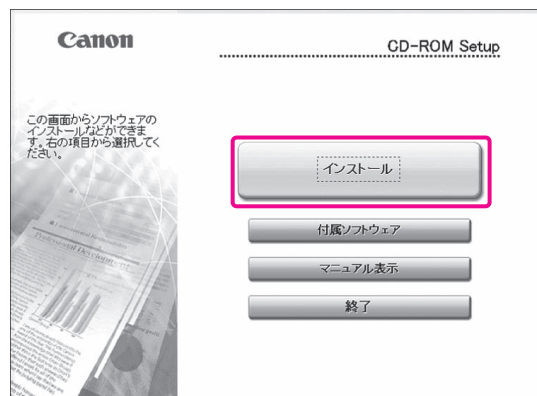 Canon
CD-ROM Setup
この画面からソフトウェアの
インストールなどができま
す。右の項目から選択してく
ださい。
インストール
付属ソフトウェア
マニュアル表示
終了